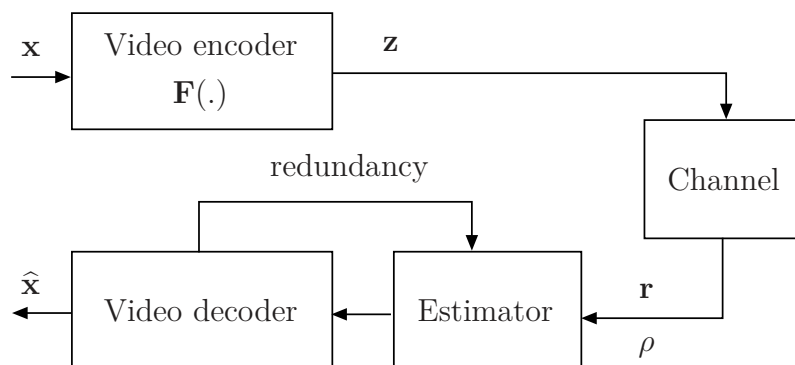 x
Video encoder
F(.)
z
Channel
redundancy
r
ρ
Estimator
Video decoder
x̂